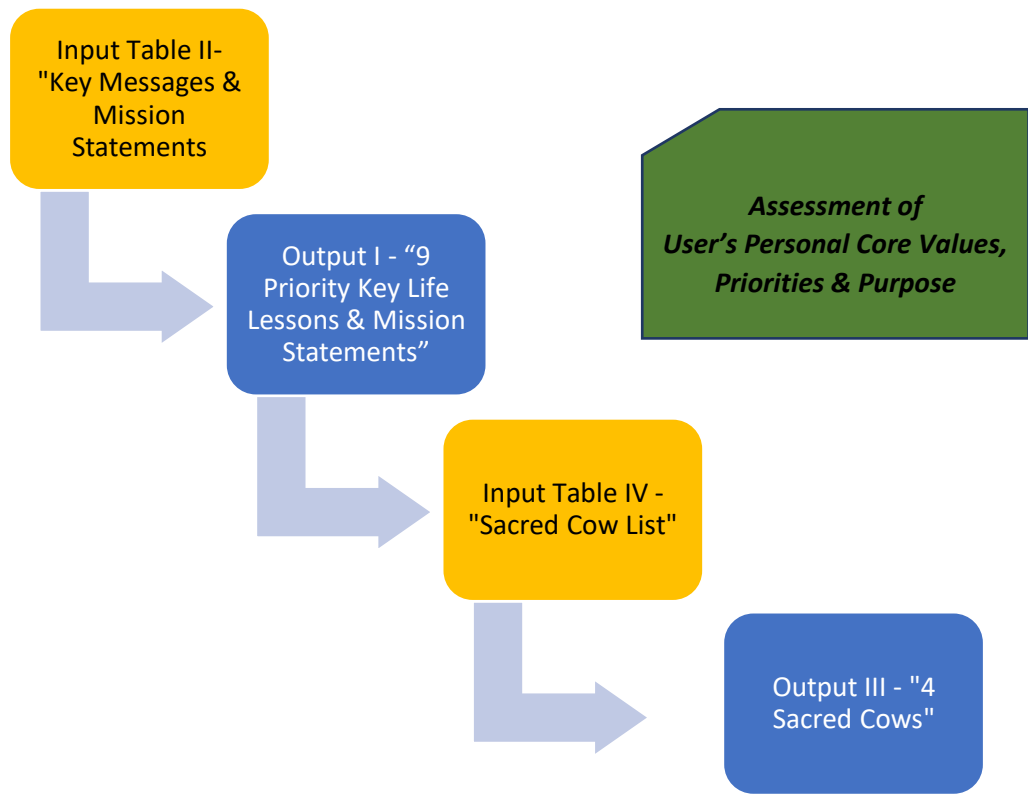 Input Table II-
"Key Messages &
Mission
Statements
Assessment of
User’s Personal Core Values,
Priorities & Purpose
Output I - “9
Priority Key Life
Lessons & Mission
Statements”
Input Table IV -
"Sacred Cow List"
Output III - "4
Sacred Cows"